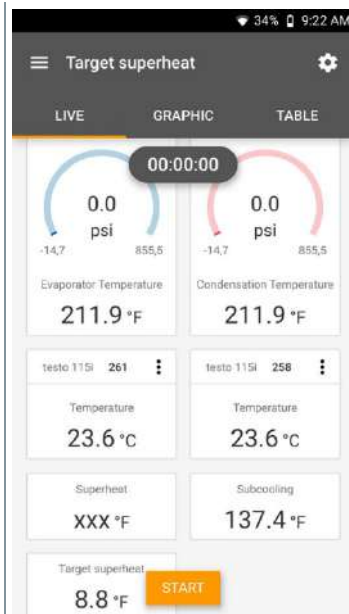 34% 9:22 AM
Target superheat
LIVE GRAPHIC TABLE
00:00:00
0.0 0.0
psi psi
-14,7 855,5 -14,7 855,5
Evaporator Temperature Condensation Temperature
211.9 °F 211.9 °F
testo 115i 261 testo 115i 258
Temperature Temperature
23.6 °C 23.6 °C
Superheat Subcooling
xxx °F 137.4 °F
Target superheat
8.8 °F START